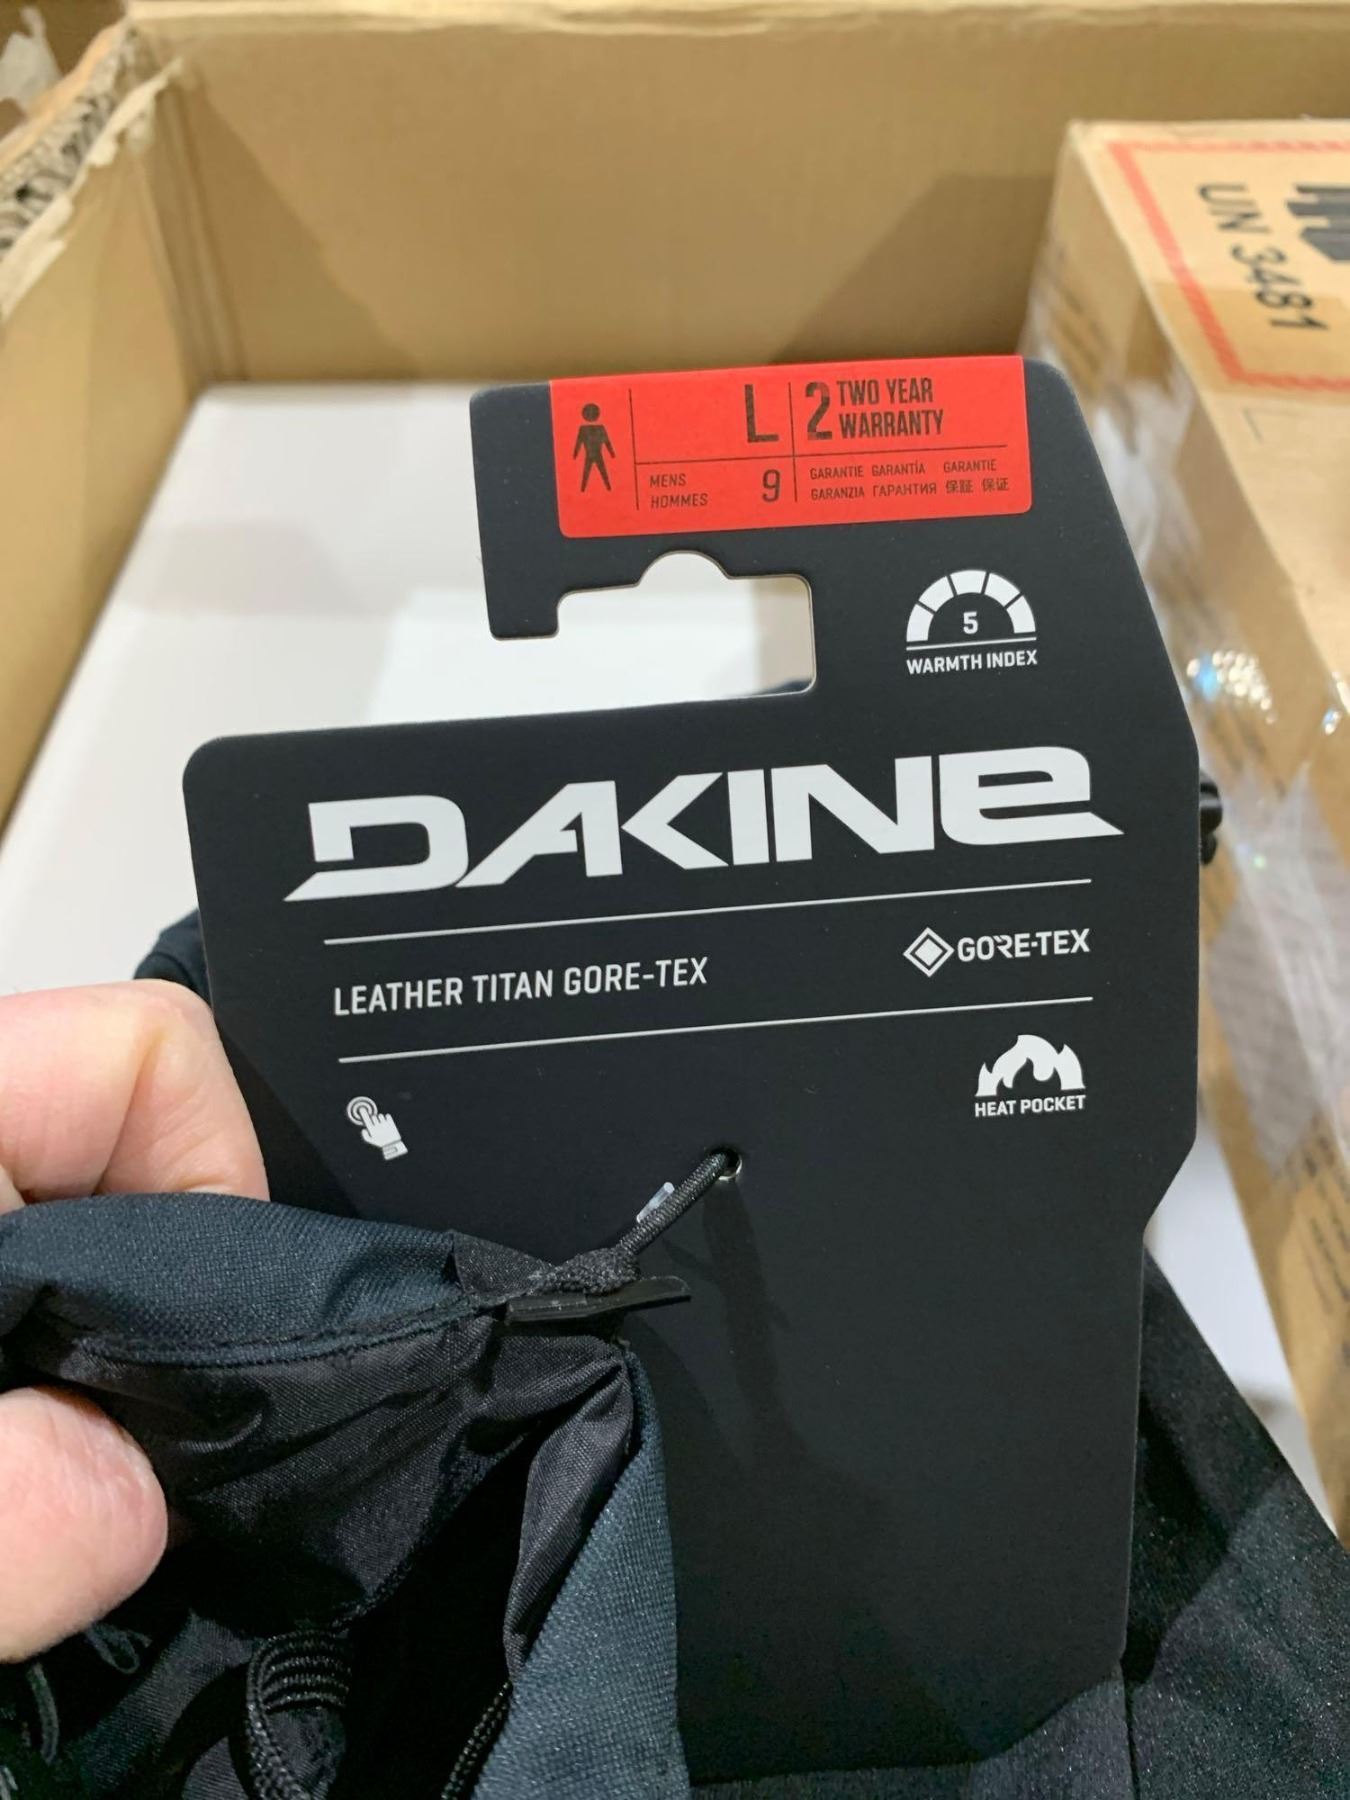 UN 3481
L
2
TWO YEAR
WARRANTY
MENS
HOMMES
9
GARANTIE GARANTÍA GARANTIE
GARANZIA ГАРАНТИЯ 保証 保证
5
WARMTH INDEX
DAKINE
LEATHER TITAN GORE-TEX
GORE-TEX
HEAT POCKET